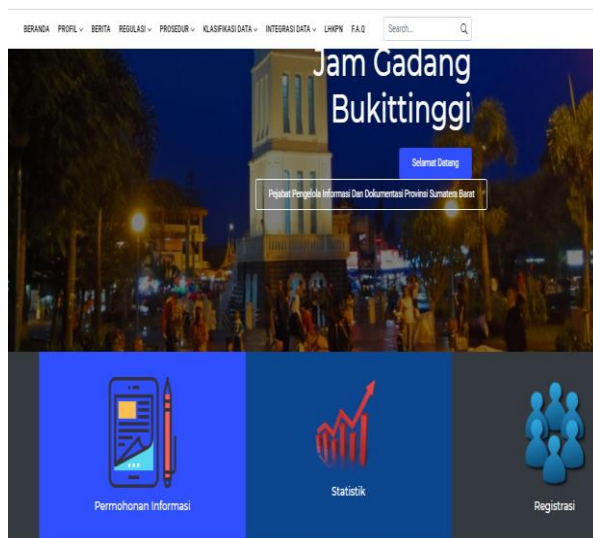 BERANDA PROFIL BERITA REGULASI PROSEDUR KLASIFIKASI DATA INTEGRASI DATA LHKPN F.A.Q Search...
Jam Gadang
Bukittinggi
Selamat Datang
Pejabat Pengelola Informasi Dan Dokumentasi Provinsi Sumatera Barat
Permohonan Informasi
Statistik
Registrasi